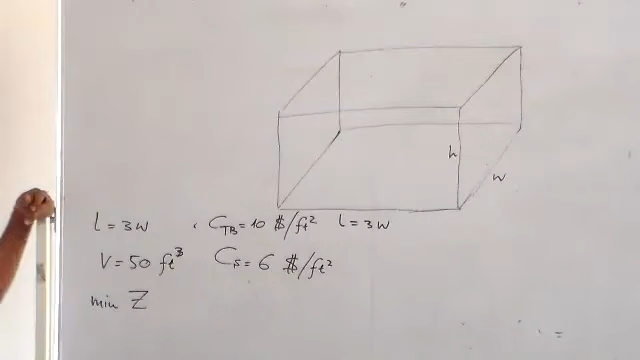 h
w
l = 3w C_TB = 10 $/ft² l = 3w
V = 50 ft³ C_S = 6 $/ft²
min Z